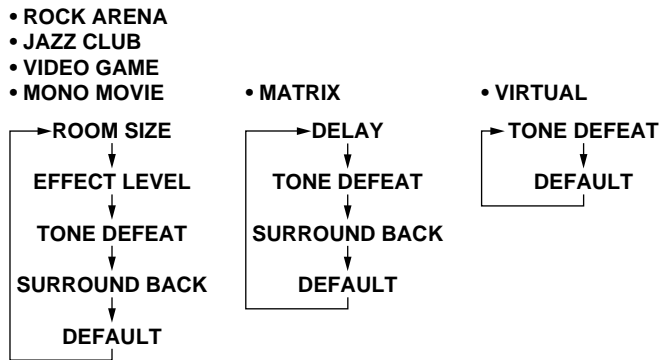 • ROCK ARENA
• JAZZ CLUB
• VIDEO GAME
• MONO MOVIE
ROOM SIZE
EFFECT LEVEL
TONE DEFEAT
SURROUND BACK
DEFAULT
• MATRIX
DELAY
TONE DEFEAT
SURROUND BACK
DEFAULT
• VIRTUAL
TONE DEFEAT
DEFAULT